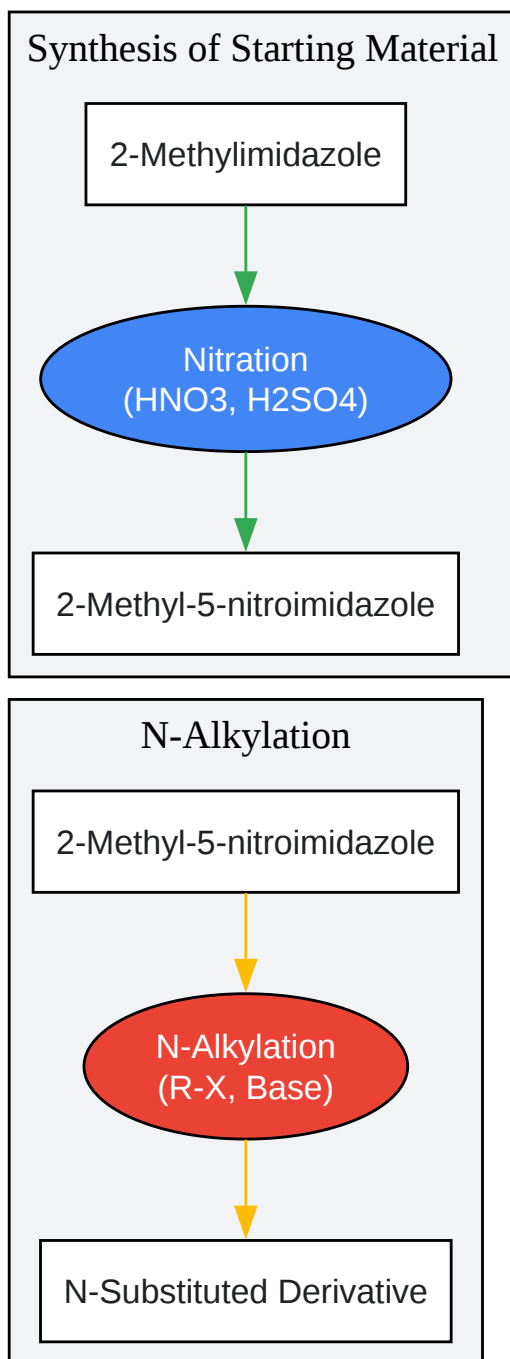 Synthesis of Starting Material
2-Methylimidazole
Nitration
(HNO3, H2SO4)
2-Methyl-5-nitroimidazole
N-Alkylation
2-Methyl-5-nitroimidazole
N-Alkylation
(R-X, Base)
N-Substituted Derivative